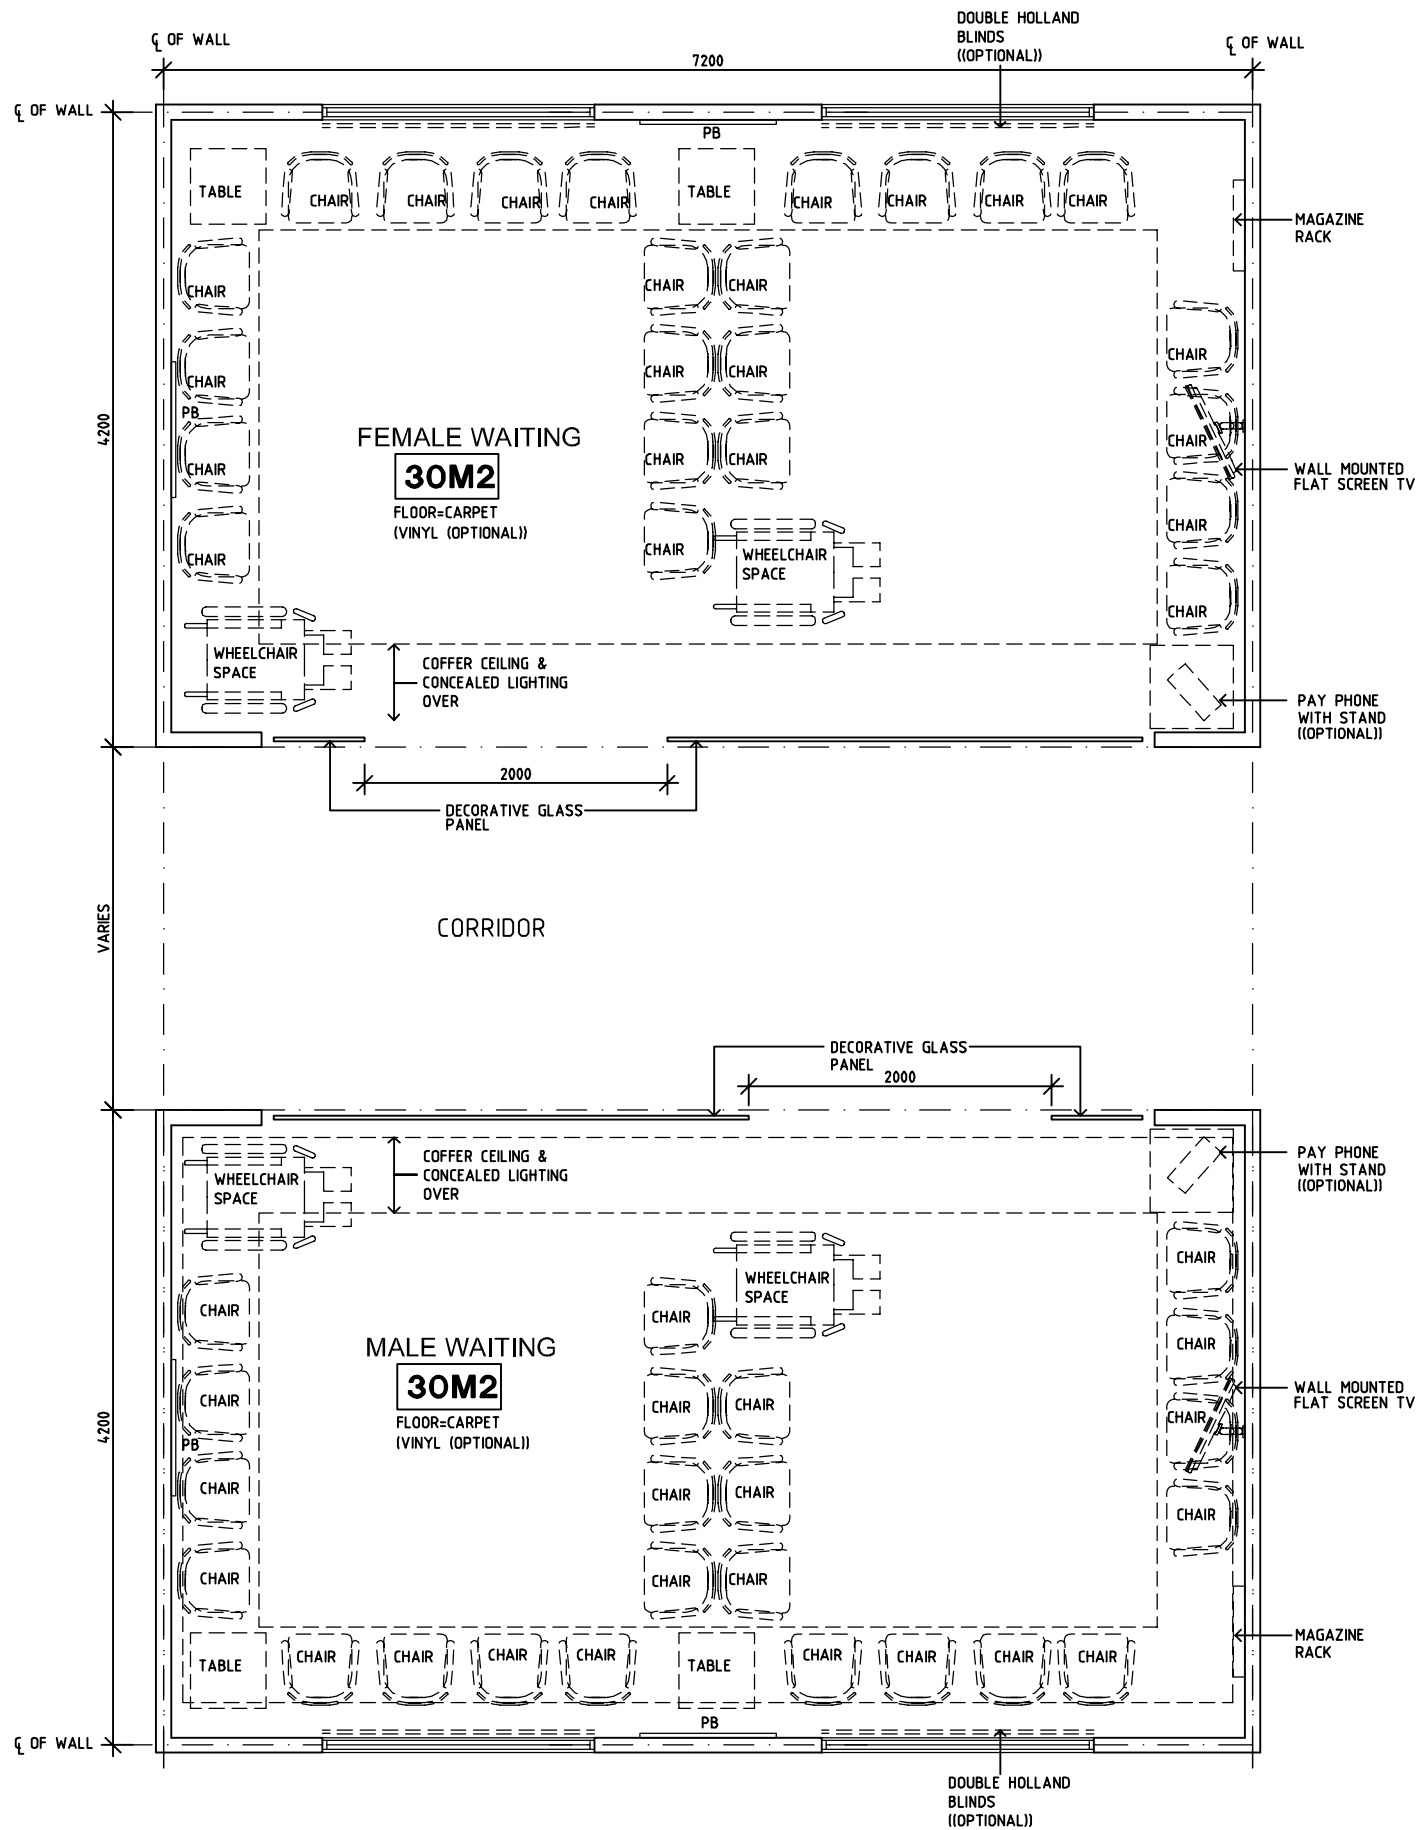 DOUBLE HOLLAND
BLINDS
((OPTIONAL))
℄ OF WALL
℄ OF WALL
7200
℄ OF WALL
PB
TABLE
CHAIR
CHAIR
CHAIR
CHAIR
TABLE
CHAIR
CHAIR
CHAIR
CHAIR
MAGAZINE
RACK
CHAIR
CHAIR
CHAIR
CHAIR
CHAIR
CHAIR
CHAIR
CHAIR
PB
4200
FEMALE WAITING
30M2
FLOOR=CARPET
(VINYL (OPTIONAL))
CHAIR
CHAIR
CHAIR
CHAIR
WALL MOUNTED
FLAT SCREEN TV
CHAIR
CHAIR
CHAIR
WHEELCHAIR
SPACE
CHAIR
WHEELCHAIR
SPACE
COFFER CEILING &
CONCEALED LIGHTING
OVER
PAY PHONE
WITH STAND
((OPTIONAL))
2000
DECORATIVE GLASS
PANEL
VARIES
CORRIDOR
DECORATIVE GLASS
PANEL
2000
WHEELCHAIR
SPACE
COFFER CEILING &
CONCEALED LIGHTING
OVER
PAY PHONE
WITH STAND
((OPTIONAL))
CHAIR
WHEELCHAIR
SPACE
CHAIR
CHAIR
CHAIR
MALE WAITING
30M2
FLOOR=CARPET
(VINYL (OPTIONAL))
WALL MOUNTED
FLAT SCREEN TV
CHAIR
CHAIR
CHAIR
CHAIR
4200
PB
CHAIR
CHAIR
CHAIR
CHAIR
CHAIR
CHAIR
CHAIR
MAGAZINE
RACK
TABLE
CHAIR
CHAIR
CHAIR
CHAIR
TABLE
CHAIR
CHAIR
CHAIR
CHAIR
PB
℄ OF WALL
DOUBLE HOLLAND
BLINDS
((OPTIONAL))